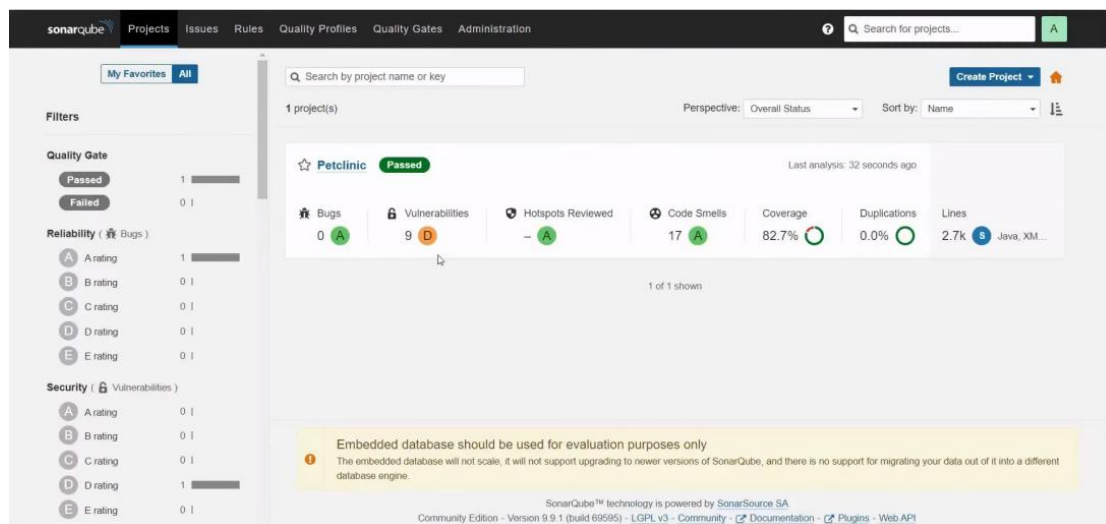 sonarqube Projects Issues Rules Quality Profiles Quality Gates Administration Search for projects... A
My Favorites All
Search by project name or key
Create Project
1 project(s)
Perspective: Overall Status
Sort by: Name
Filters
Quality Gate
Passed 1
Failed 0
Reliability ( Bugs )
A A rating 1
B B rating 0
C C rating 0
D D rating 0
E E rating 0
Security ( Vulnerabilities )
A A rating 0
B B rating 0
C C rating 0
D D rating 1
E E rating 0
Petclinic Passed
Last analysis: 32 seconds ago
Bugs Vulnerabilities Hotspots Reviewed Code Smells Coverage Duplications Lines
0 A 9 D – A 17 A 82.7% 0.0% 2.7k S Java, XM...
1 of 1 shown
Embedded database should be used for evaluation purposes only
The embedded database will not scale, it will not support upgrading to newer versions of SonarQube, and there is no support for migrating your data out of it into a different
database engine.
SonarQube™ technology is powered by SonarSource SA
Community Edition - Version 9.9.1 (build 69595) - LGPL v3 - Community - Documentation - Plugins - Web API